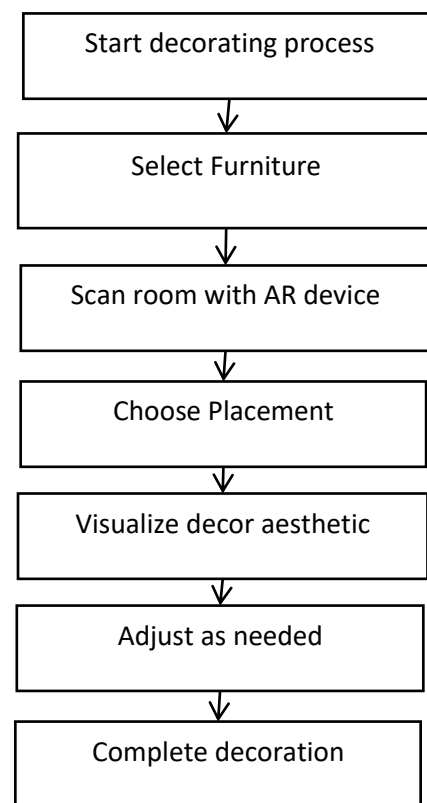 Start decorating process
Select Furniture
Scan room with AR device
Choose Placement
Visualize decor aesthetic
Adjust as needed
Complete decoration